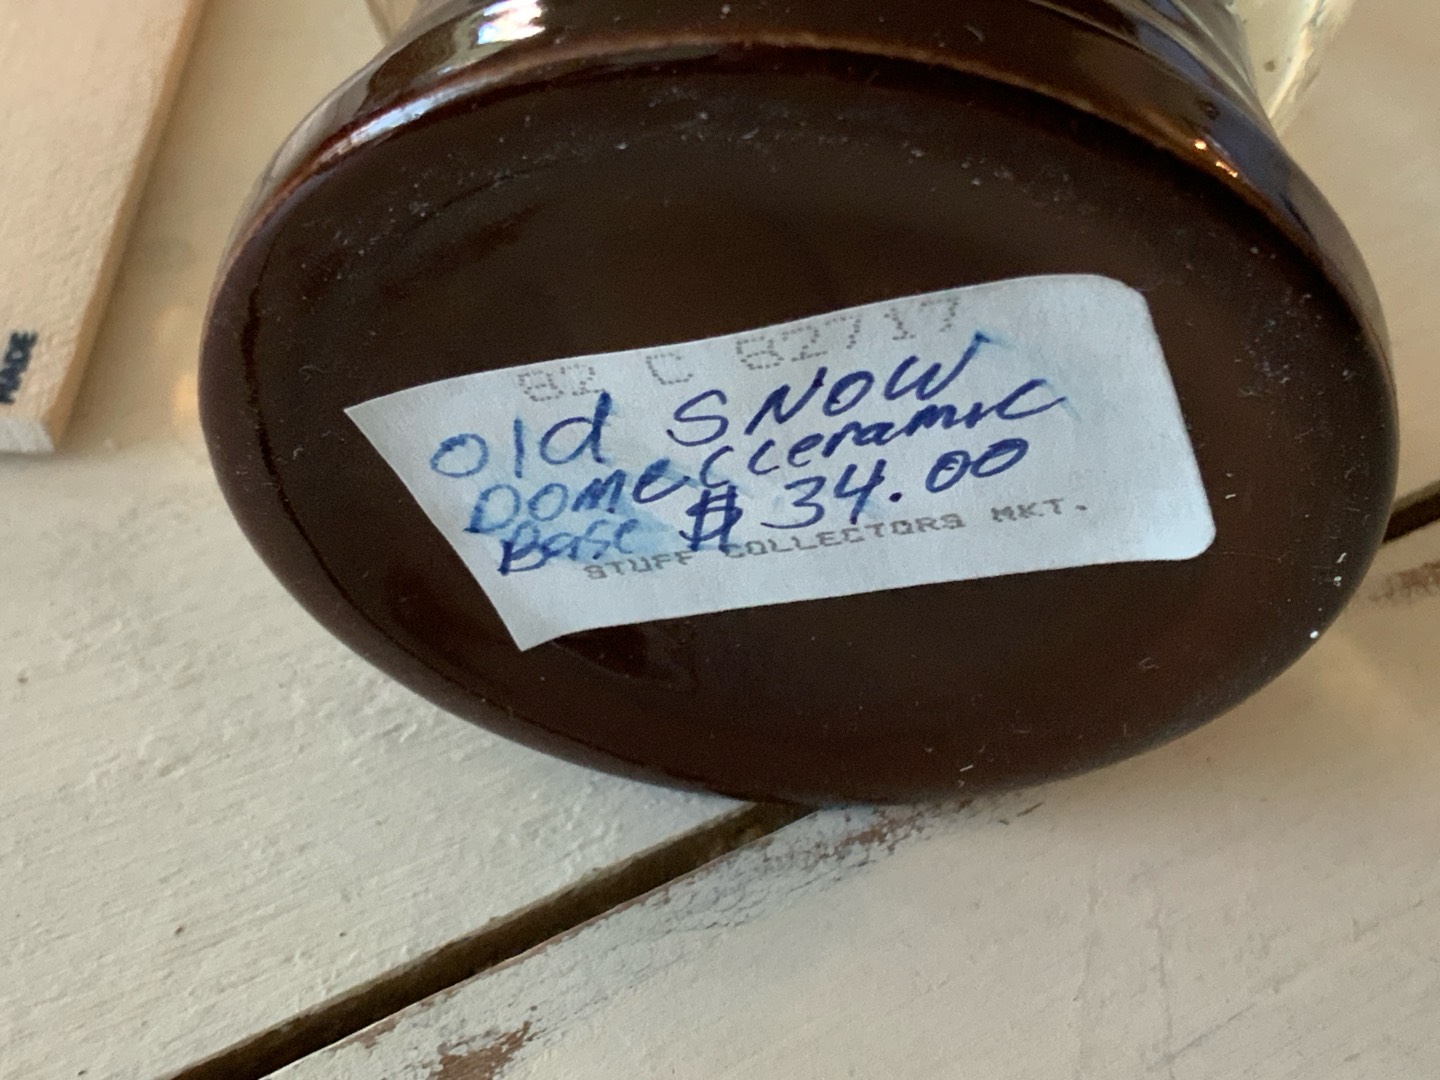 82 C 82717
Old SNOW
DOME (ceramic
Base $34.00
STUFF COLLECTORS MKT.
MADE